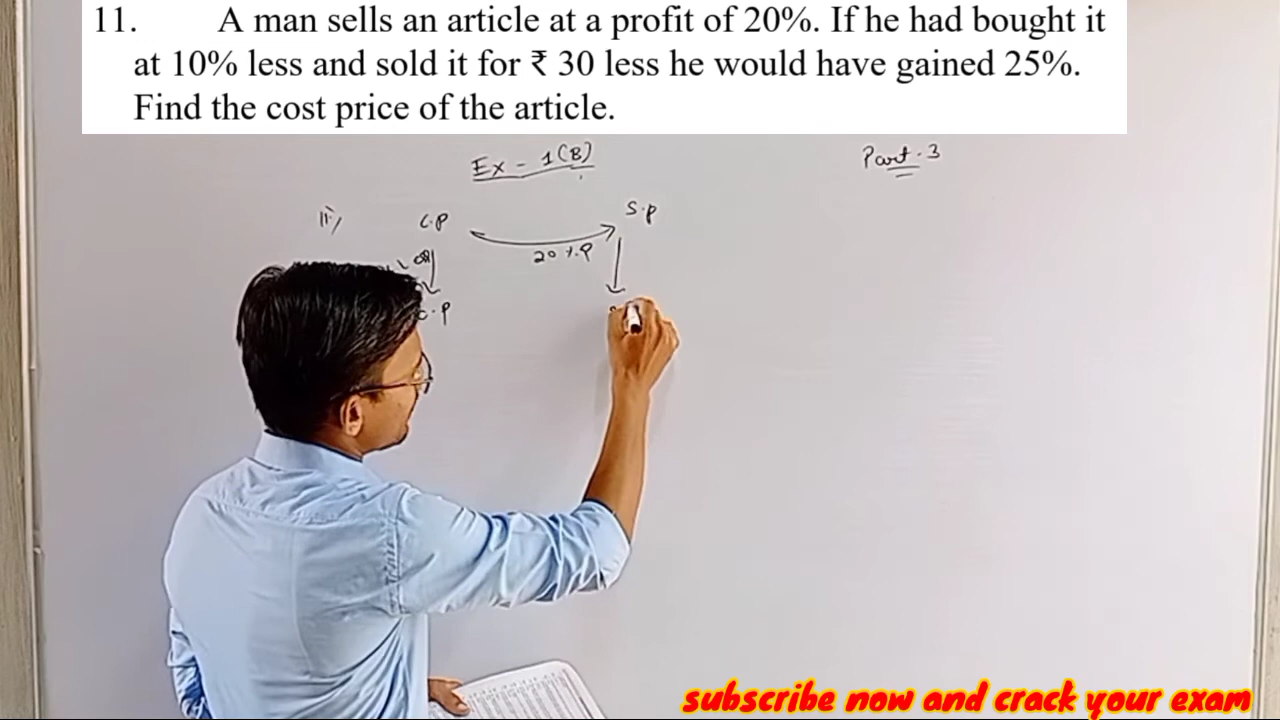 11. A man sells an article at a profit of 20%. If he had bought it
at 10% less and sold it for ₹ 30 less he would have gained 25%.
Find the cost price of the article.
Ex - 1(B)
Part . 3
11) C.P S.P
20 %.P
C.P
subscribe now and crack your exam